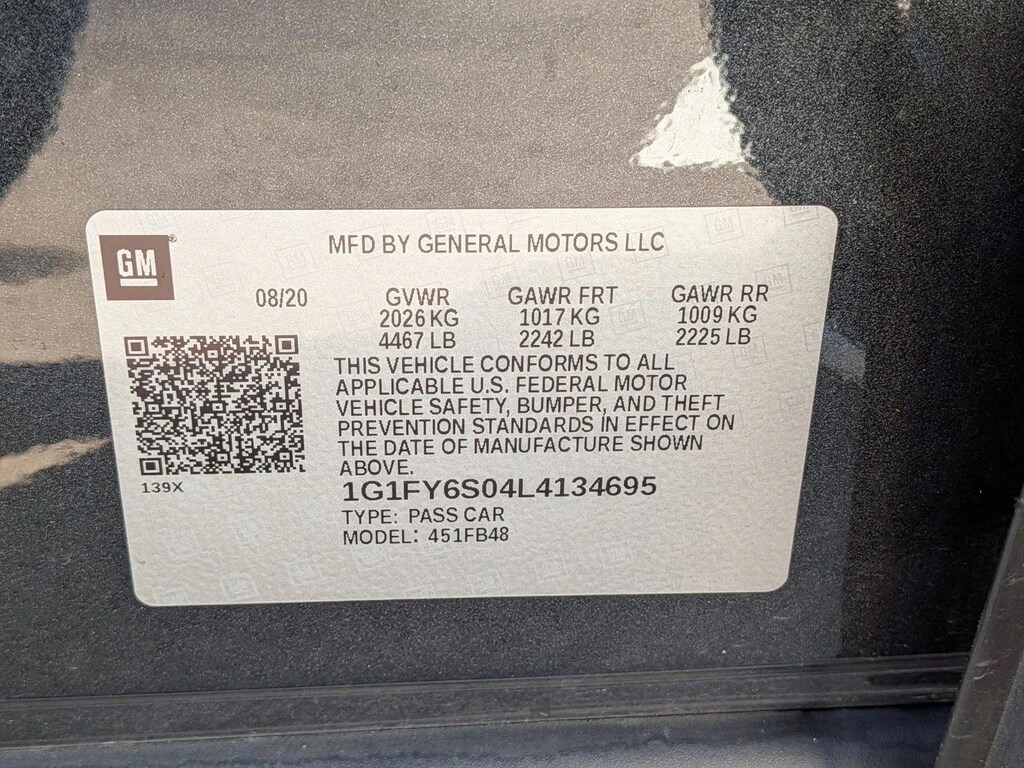 GM
MFD BY GENERAL MOTORS LLC
08/20 GVWR GAWR FRT GAWR RR
2026 KG 1017 KG 1009 KG
4467 LB 2242 LB 2225 LB
THIS VEHICLE CONFORMS TO ALL
APPLICABLE U.S. FEDERAL MOTOR
VEHICLE SAFETY, BUMPER, AND THEFT
PREVENTION STANDARDS IN EFFECT ON
THE DATE OF MANUFACTURE SHOWN
ABOVE.
139X
1G1FY6S04L4134695
TYPE: PASS CAR
MODEL: 451FB48